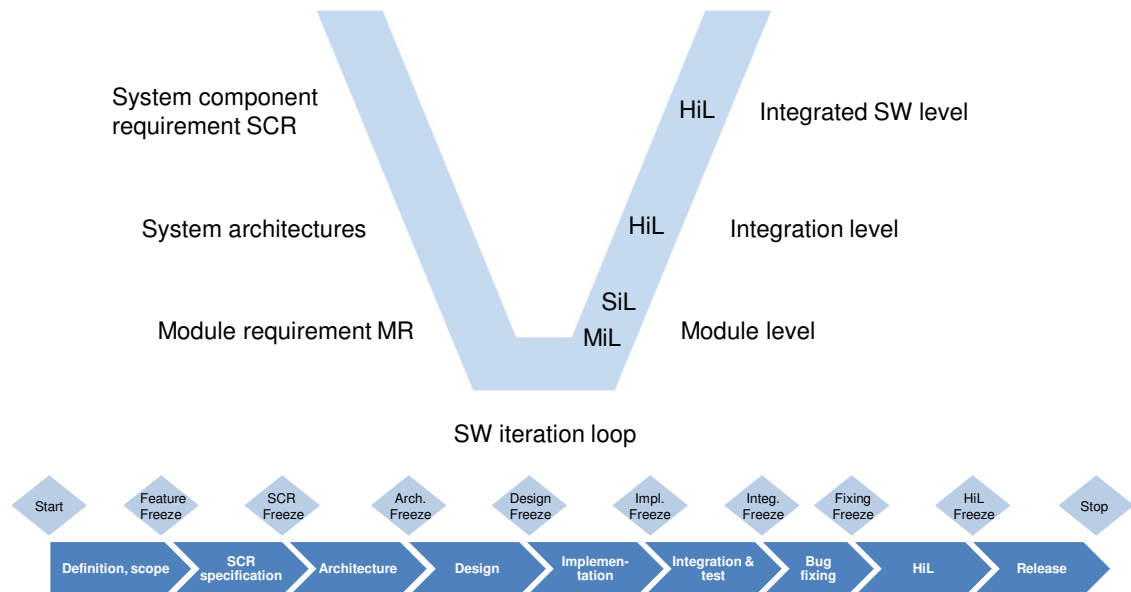 System component
requirement SCR
HiL
Integrated SW level
System architectures
HiL
Integration level
SiL
Module requirement MR
MiL
Module level
SW iteration loop
Start
Feature
Freeze
SCR
Freeze
Arch.
Freeze
Design
Freeze
Impl.
Freeze
Integ.
Freeze
Fixing
Freeze
HiL
Freeze
Stop
Definition, scope
SCR
specification
Architecture
Design
Implemen-
tation
Integration &
test
Bug
fixing
HiL
Release